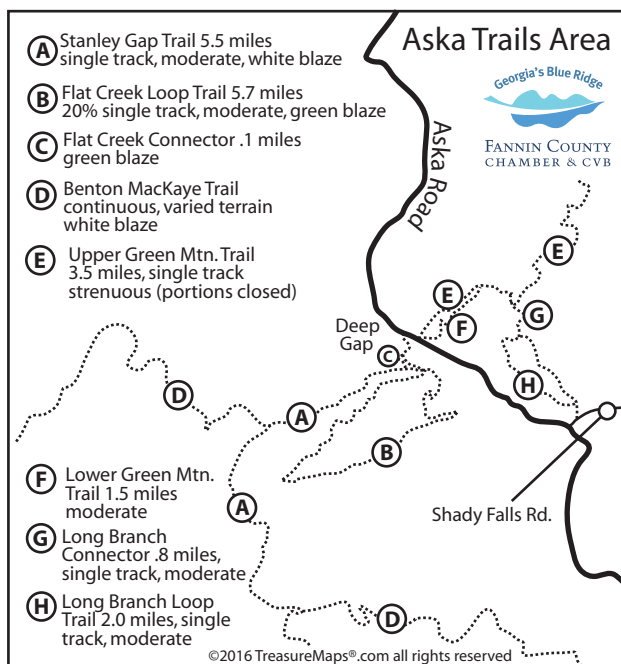 Aska Trails Area
Georgia's Blue Ridge
FANNIN COUNTY
CHAMBER & CVB
A Stanley Gap Trail 5.5 miles
single track, moderate, white blaze
B Flat Creek Loop Trail 5.7 miles
20% single track, moderate, green blaze
C Flat Creek Connector .1 miles
green blaze
D Benton MacKaye Trail
continuous, varied terrain
white blaze
E Upper Green Mtn. Trail
3.5 miles, single track
strenuous (portions closed)
Aska Road
E
E
F
G
Deep
Gap
C
H
D
A
B
A
Shady Falls Rd.
D
F Lower Green Mtn.
Trail 1.5 miles
moderate
G Long Branch
Connector .8 miles,
single track, moderate
H Long Branch Loop
Trail 2.0 miles, single
track, moderate
©2016 TreasureMaps®.com all rights reserved